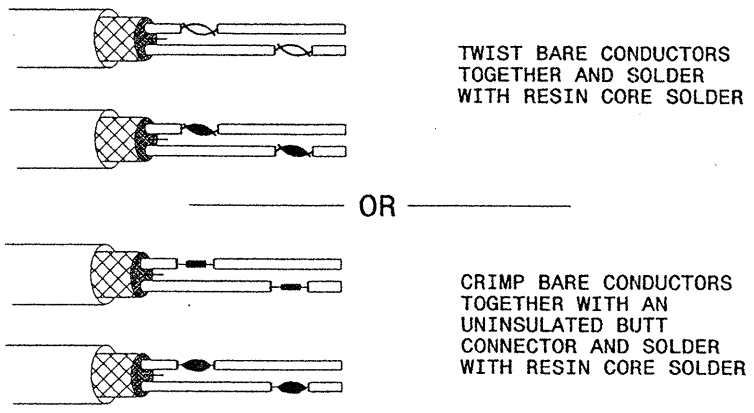 TWIST BARE CONDUCTORS
TOGETHER AND SOLDER
WITH RESIN CORE SOLDER
OR
CRIMP BARE CONDUCTORS
TOGETHER WITH AN
UNINSULATED BUTT
CONNECTOR AND SOLDER
WITH RESIN CORE SOLDER